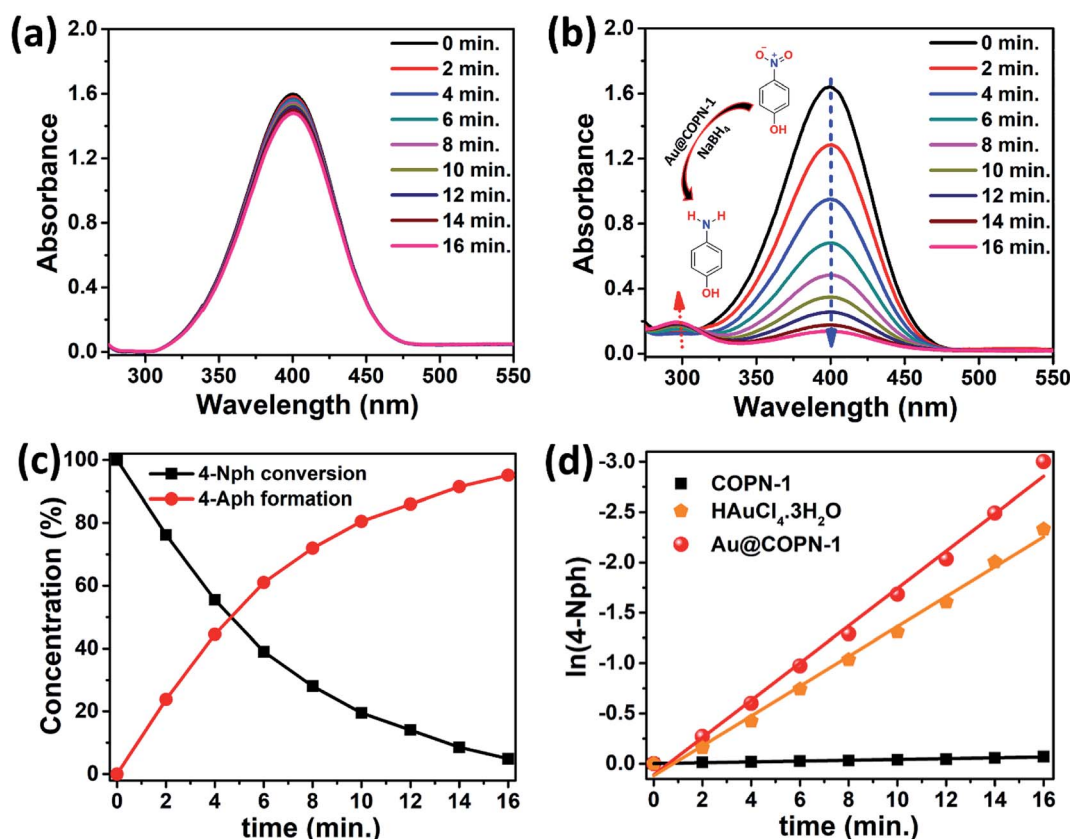 (a)
2.0
1.6
1.2
0.8
0.4
0.0
Absorbance
300 350 400 450 500 550
Wavelength (nm)
0 min.
2 min.
4 min.
6 min.
8 min.
10 min.
12 min.
14 min.
16 min.
(b)
2.0
1.6
1.2
0.8
0.4
0.0
Absorbance
300 350 400 450 500 550
Wavelength (nm)
0 min.
2 min.
4 min.
6 min.
8 min.
10 min.
12 min.
14 min.
16 min.
O⁻ N⁺ O
OH
Au@COPN-1
NaBH₄
H N H
OH
(c)
100
80
60
40
20
0
Concentration (%)
0 2 4 6 8 10 12 14 16
time (min.)
4-Nph conversion
4-Aph formation
(d)
-3.0
-2.5
-2.0
-1.5
-1.0
-0.5
0.0
ln(4-Nph)
0 2 4 6 8 10 12 14 16
time (min.)
COPN-1
HAuCl₄.3H₂O
Au@COPN-1